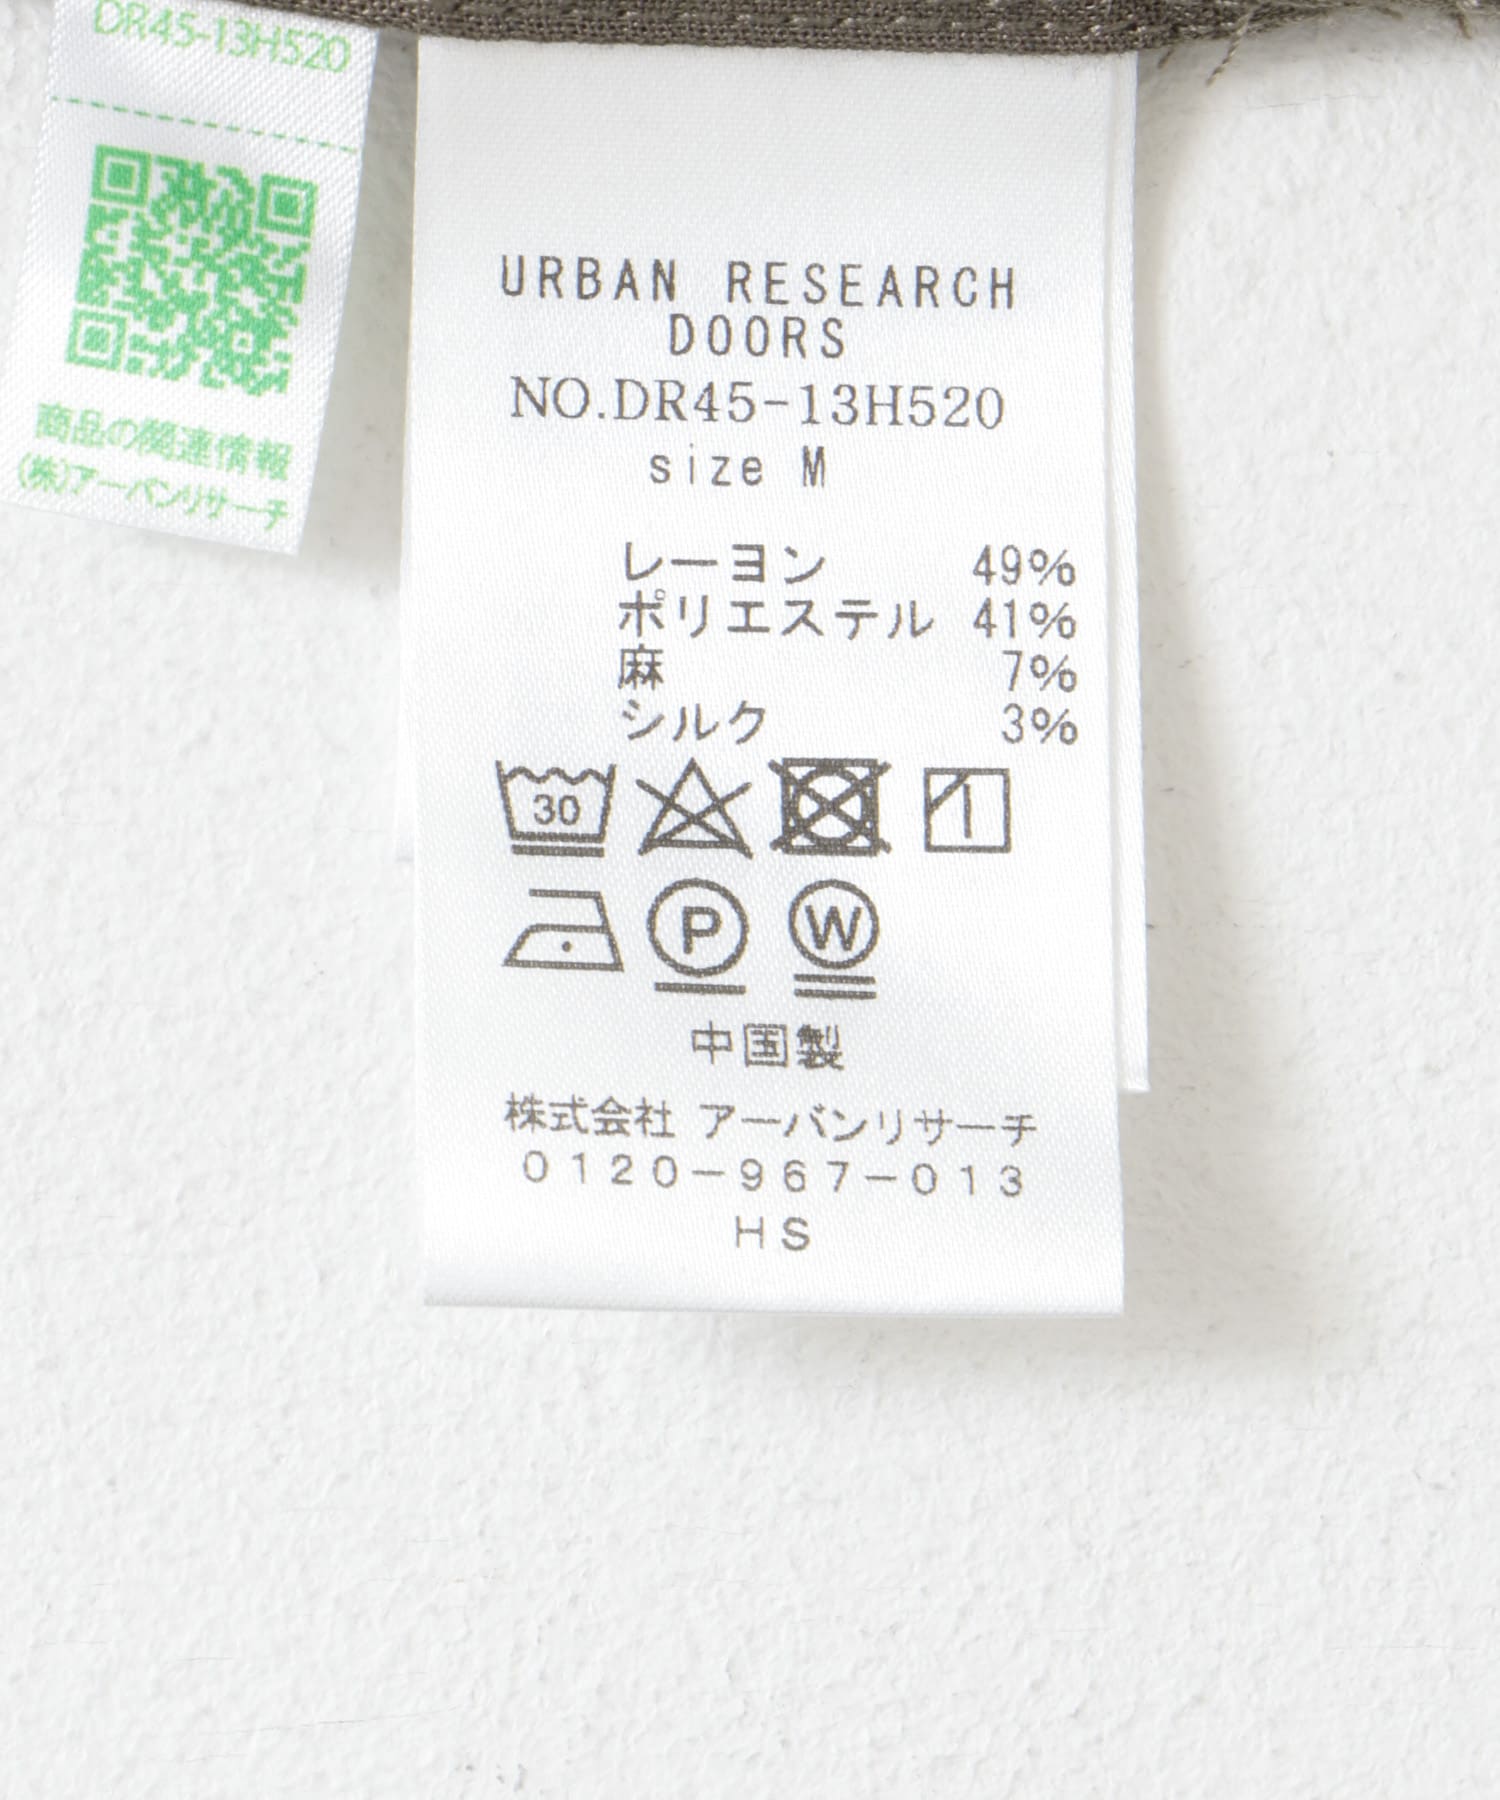 DR45-13H520
商品の関連情報
(株)アーバンリサーチ
URBAN RESEARCH
DOORS
NO.DR45-13H520
size M
レーヨン 49%
ポリエステル 41%
麻 7%
シルク 3%
30
P W
中国製
株式会社 アーバンリサーチ
0120-967-013
HS